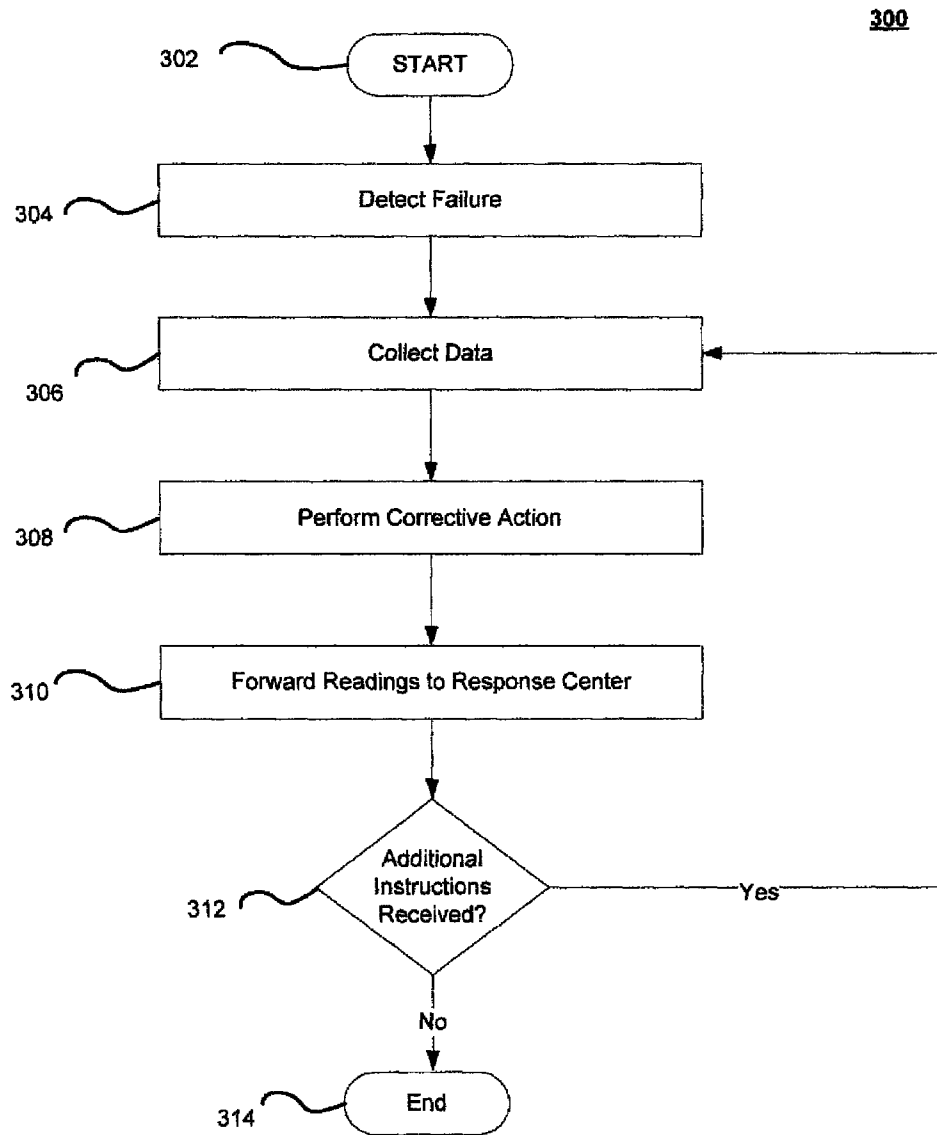 300
302
START
304
Detect Failure
306
Collect Data
308
Perform Corrective Action
310
Forward Readings to Response Center
312
Additional
Instructions
Received?
Yes
No
314
End